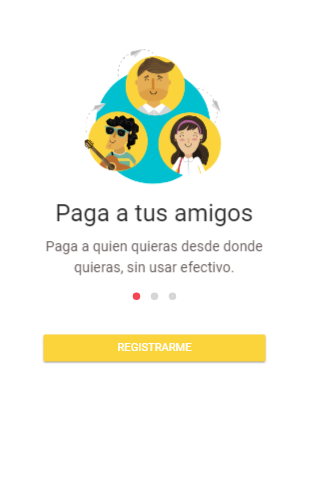 Paga a tus amigos
Paga a quien quieras desde donde
quieras, sin usar efectivo.
REGISTRARME